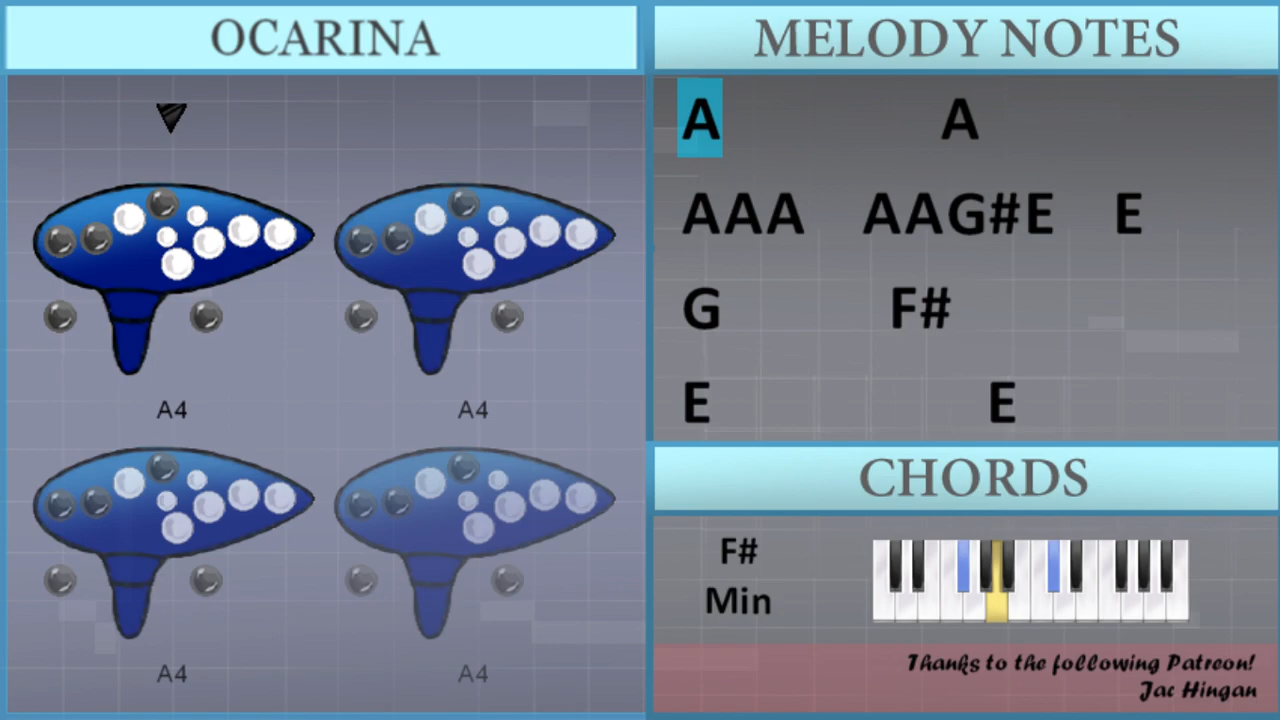 OCARINA
A4 A4
A4 A4
MELODY NOTES
A A
AAA AAG#E E
G F#
E E
CHORDS
F#
Min
Thanks to the following Patreon!
Jac Hingan